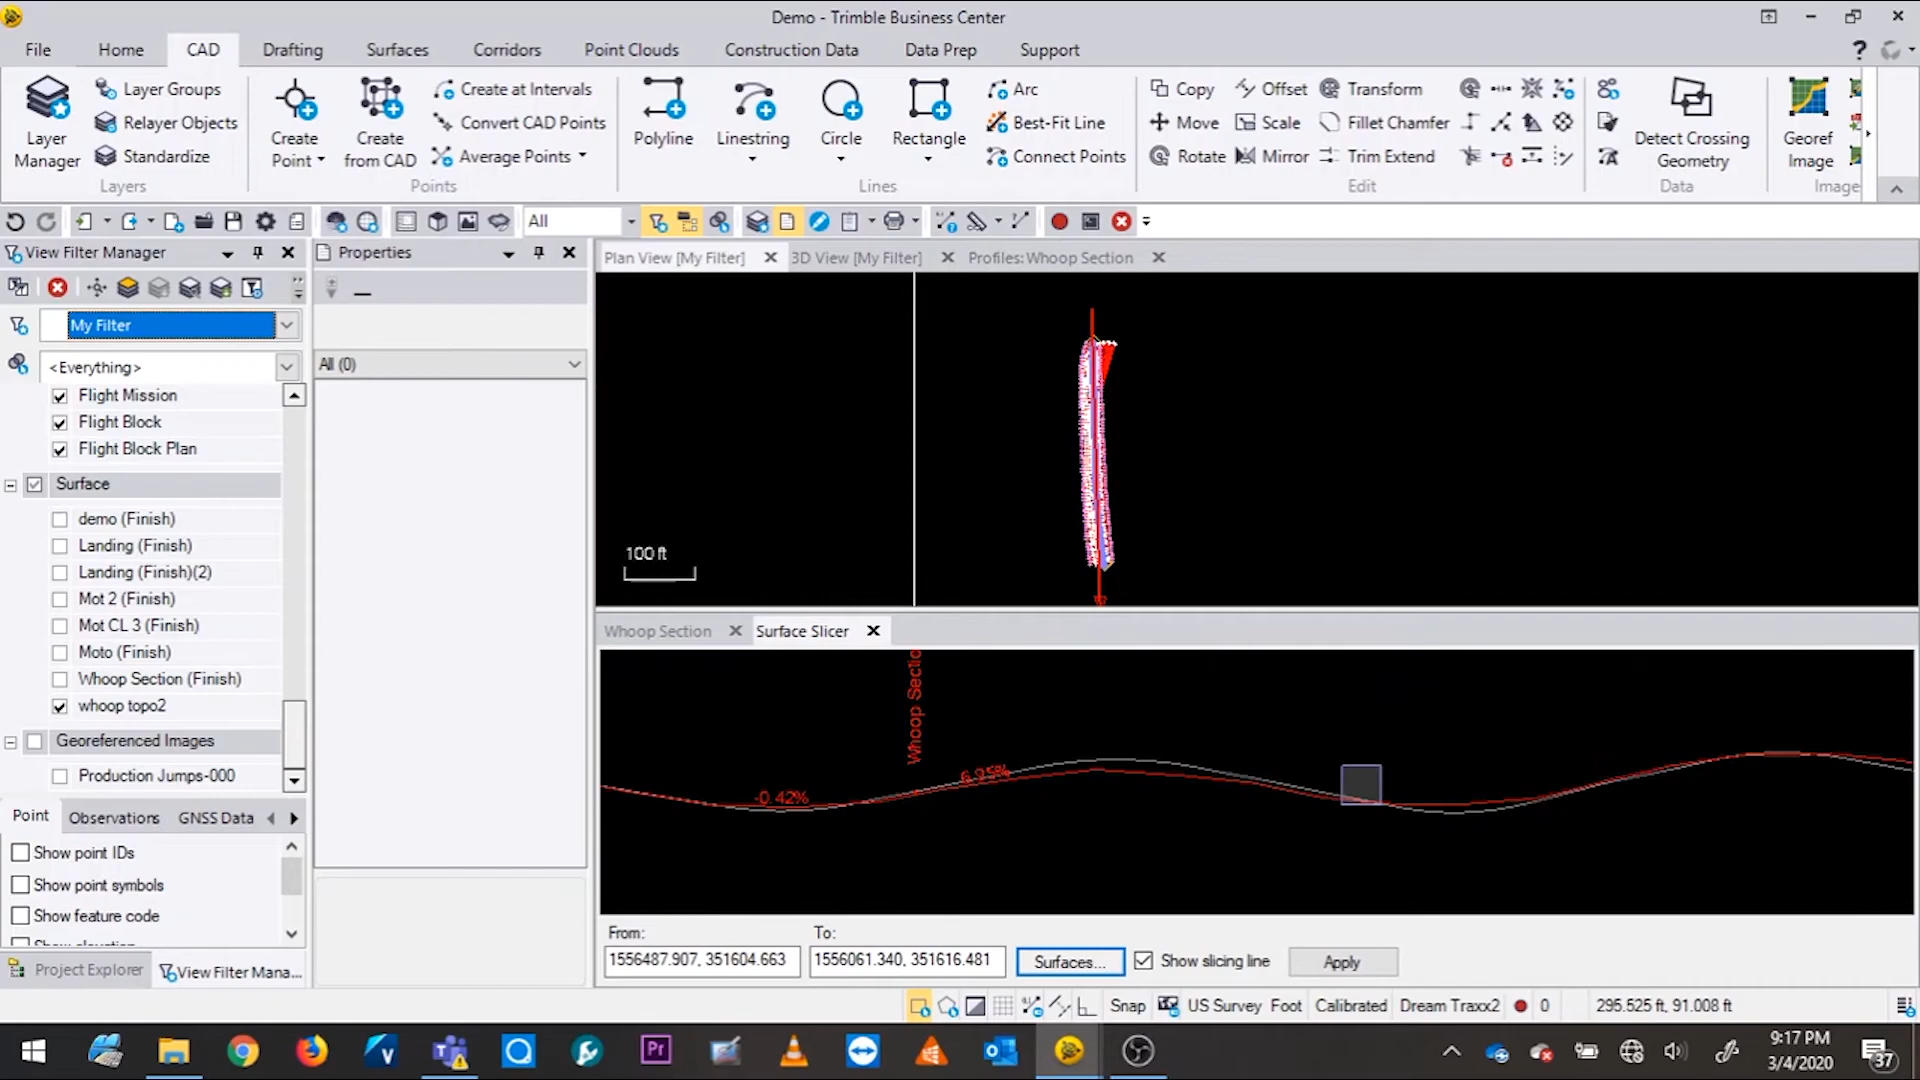 Demo - Trimble Business Center
File Home CAD Drafting Surfaces Corridors Point Clouds Construction Data Data Prep Support
Layer Manager
Layer Groups
Relayer Objects
Standardize
Layers
Create Point
Create from CAD
Create at Intervals
Convert CAD Points
Average Points
Points
Polyline
Linestring
Circle
Rectangle
Arc
Best-Fit Line
Connect Points
Lines
Copy Offset Transform
Move Scale Fillet Chamfer
Rotate Mirror Trim Extend
Edit
Detect Crossing Geometry
Data
Georef Image
Image
All
View Filter Manager
My Filter
<Everything>
Flight Mission
Flight Block
Flight Block Plan
Surface
demo (Finish)
Landing (Finish)
Landing (Finish)(2)
Mot 2 (Finish)
Mot CL 3 (Finish)
Moto (Finish)
Whoop Section (Finish)
whoop topo2
Georeferenced Images
Production Jumps-000
Point Observations GNSS Data
Show point IDs
Show point symbols
Show feature code
Project Explorer View Filter Mana...
Properties
All (0)
Plan View [My Filter] 3D View [My Filter] Profiles: Whoop Section
100 ft
Whoop Section Surface Slicer
Whoop Sectio
-0.42%
6.25%
From: To:
1556487.907, 351604.663 1556061.340, 351616.481 Surfaces... Show slicing line Apply
Snap US Survey Foot Calibrated Dream Traxx2 0 295.525 ft, 91.008 ft
Pr
9:17 PM
3/4/2020
37